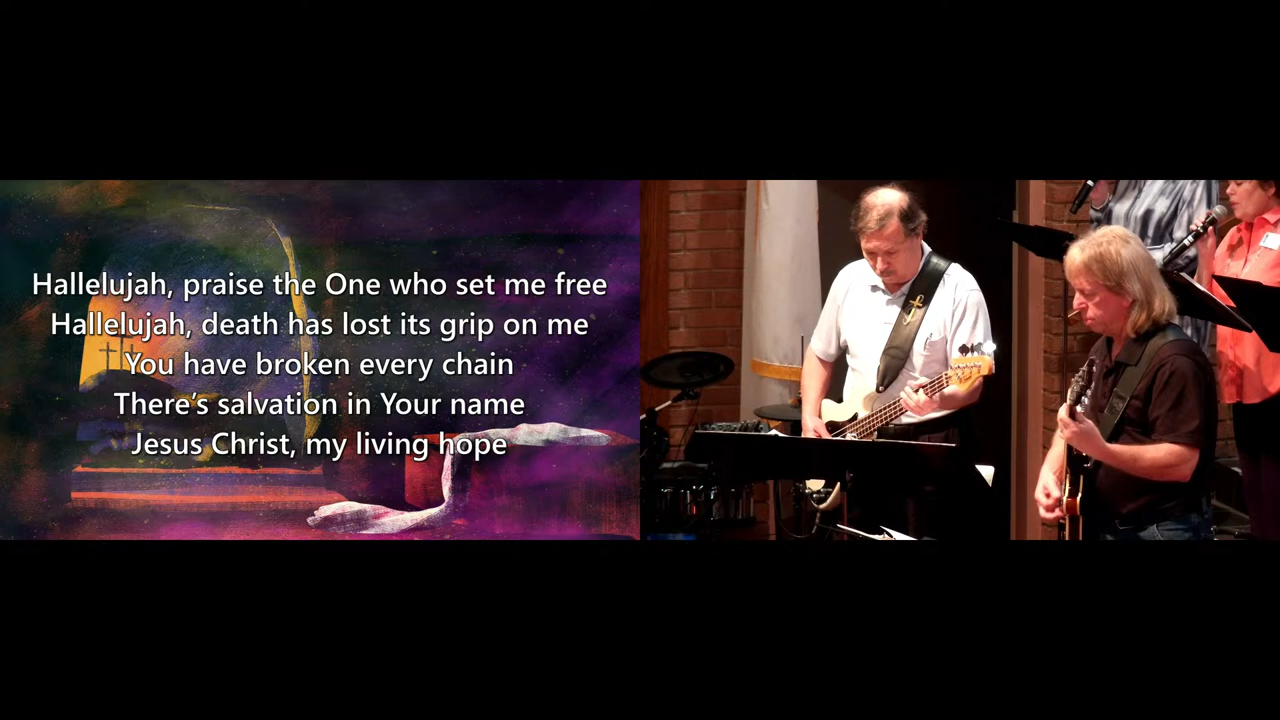 Hallelujah, praise the One who set me free
Hallelujah, death has lost its grip on me
You have broken every chain
There's salvation in Your name
Jesus Christ, my living hope